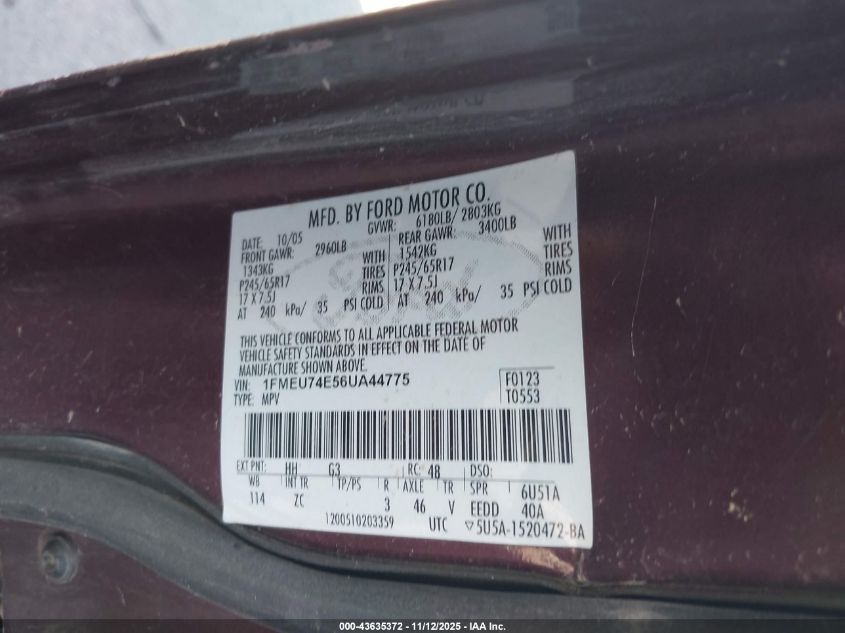 MFD. BY FORD MOTOR CO.
DATE: 10/05 GVWR: 6180LB/ 2803KG
FRONT GAWR: 2960LB REAR GAWR: 3400LB
1343KG WITH 1542KG WITH
P245/65R17 TIRES P245/65R17 TIRES
17 X 7.5J RIMS 17 X 7.5J RIMS
AT 240 kPa/ 35 PSI COLD AT 240 kPa/ 35 PSI COLD
THIS VEHICLE CONFORMS TO ALL APPLICABLE FEDERAL MOTOR
VEHICLE SAFETY STANDARDS IN EFFECT ON THE DATE OF
MANUFACTURE SHOWN ABOVE.
VIN: 1FMEU74E56UA44775 F0123
TYPE: MPV T0553
EXT PNT: HH G3 RC: 48 DSO:
WB INT TR TP/PS R AXLE TR SPR 6U51A
114 ZC 3 46 V EEDD 40A
1200510203359 UTC ▽5U5A-1520472-BA
000-43635372 - 11/12/2025 - IAA Inc.